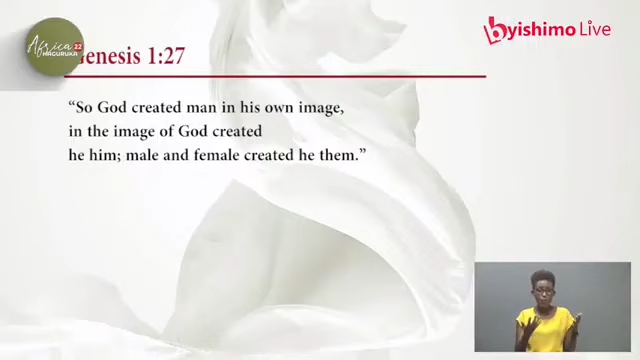 Africa 22
HAGURUKA
byishimo Live
Genesis 1:27
“So God created man in his own image,
in the image of God created
he him; male and female created he them.”